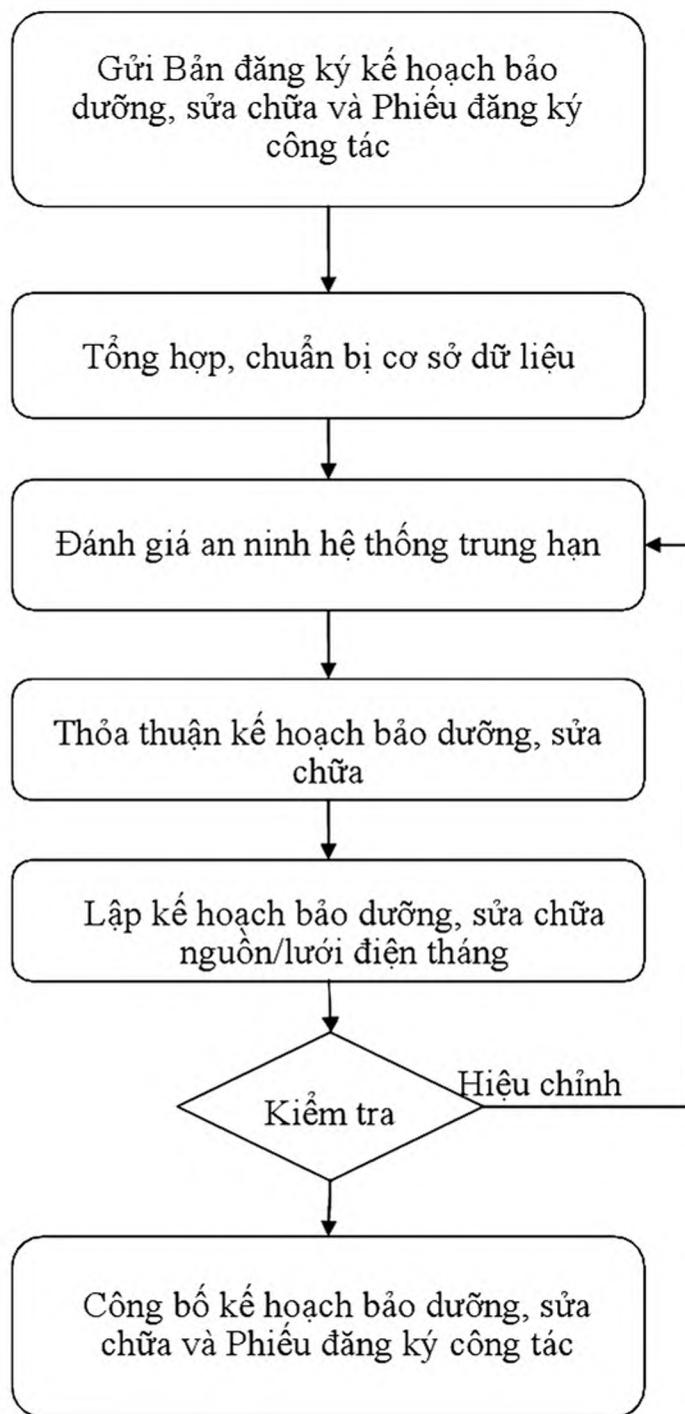 Gửi Bản đăng ký kế hoạch bảo
dưỡng, sửa chữa và Phiếu đăng ký
công tác
Tổng hợp, chuẩn bị cơ sở dữ liệu
Đánh giá an ninh hệ thống trung hạn
Thỏa thuận kế hoạch bảo dưỡng, sửa
chữa
Lập kế hoạch bảo dưỡng, sửa chữa
nguồn/lưới điện tháng
Hiệu chỉnh
Kiểm tra
Công bố kế hoạch bảo dưỡng, sửa
chữa và Phiếu đăng ký công tác